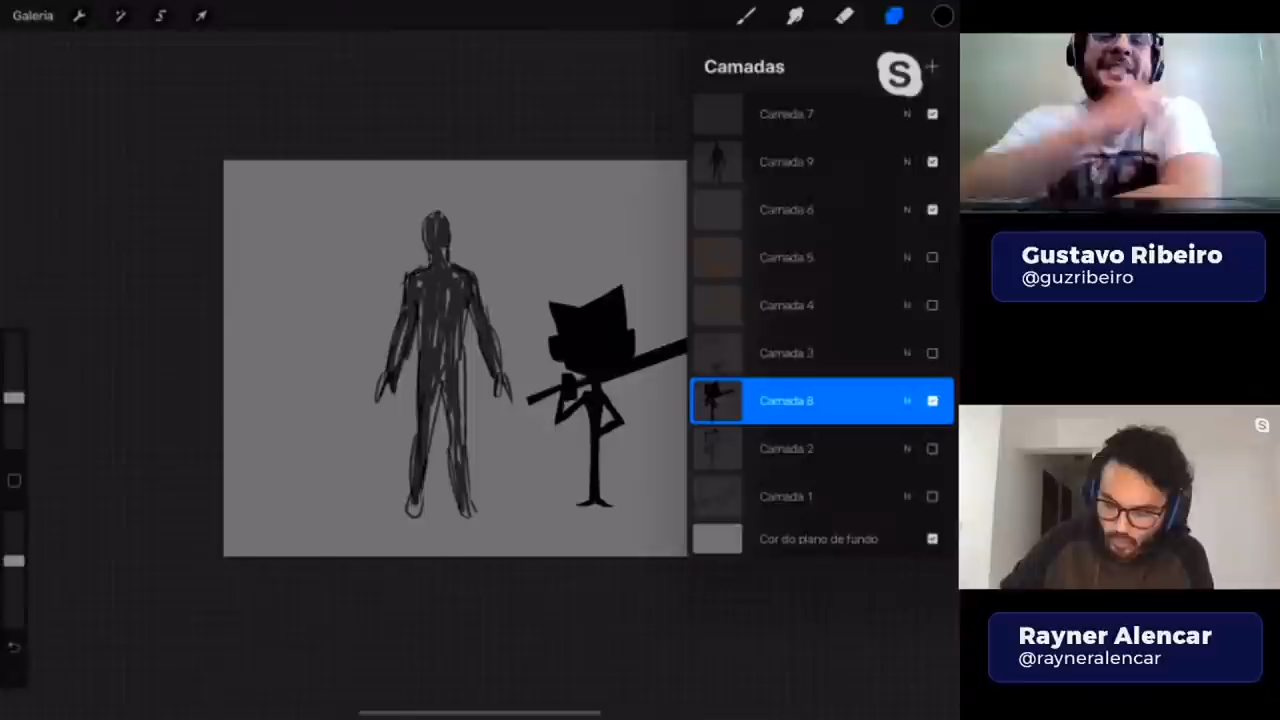 Galeria
Camadas
Camada 7
N
Camada 9
N
Camada 6
N
Camada 5
N
Camada 4
N
Camada 3
N
Camada 8
N
Camada 2
N
Camada 1
N
Cor do plano de fundo
Gustavo Ribeiro
@guzribeiro
Rayner Alencar
@rayneralencar